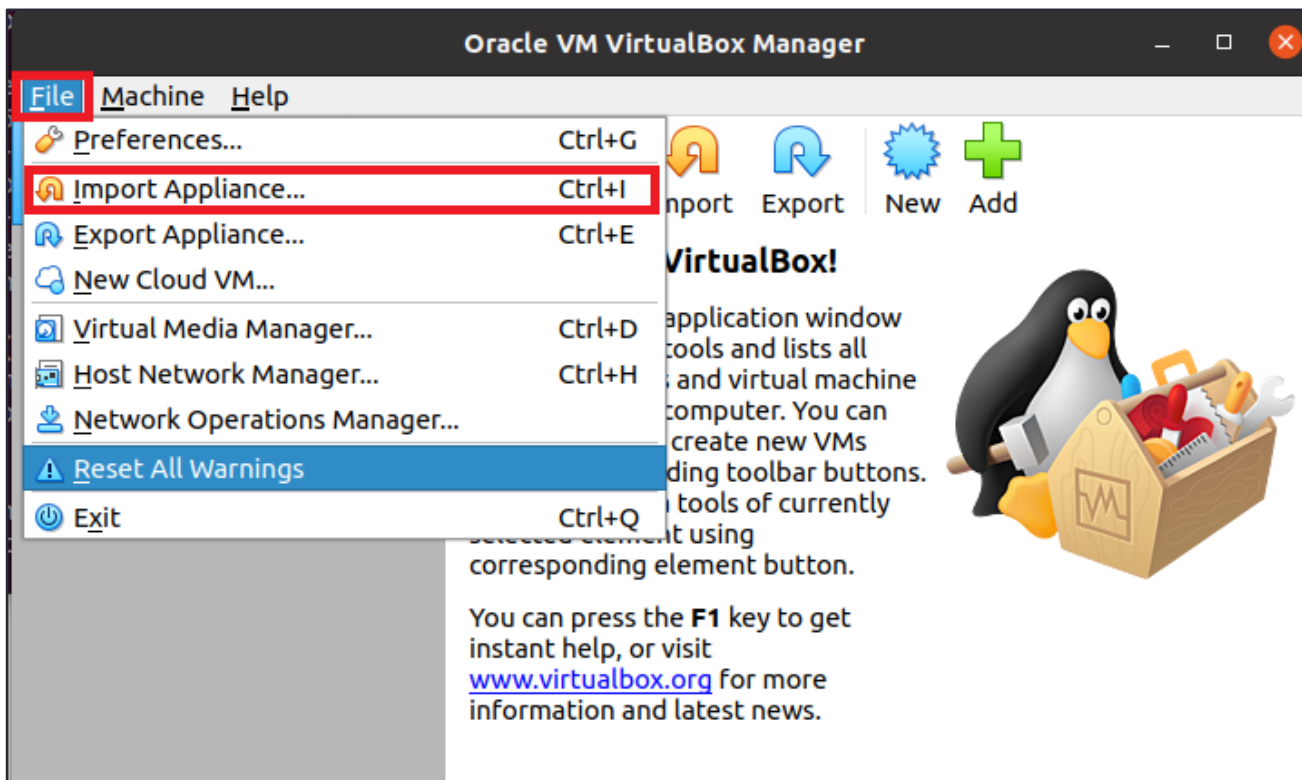 Oracle VM VirtualBox Manager
File Machine Help
Preferences... Ctrl+G
Import Appliance... Ctrl+I
Export Appliance... Ctrl+E
New Cloud VM...
Virtual Media Manager... Ctrl+D
Host Network Manager... Ctrl+H
Network Operations Manager...
Reset All Warnings
Exit Ctrl+Q
Export New Add
VirtualBox!
application window
tools and lists all
and virtual machine
computer. You can
create new VMs
toolbar buttons.
tools of currently
selected element using
corresponding element button.
You can press the F1 key to get
instant help, or visit
www.virtualbox.org for more
information and latest news.